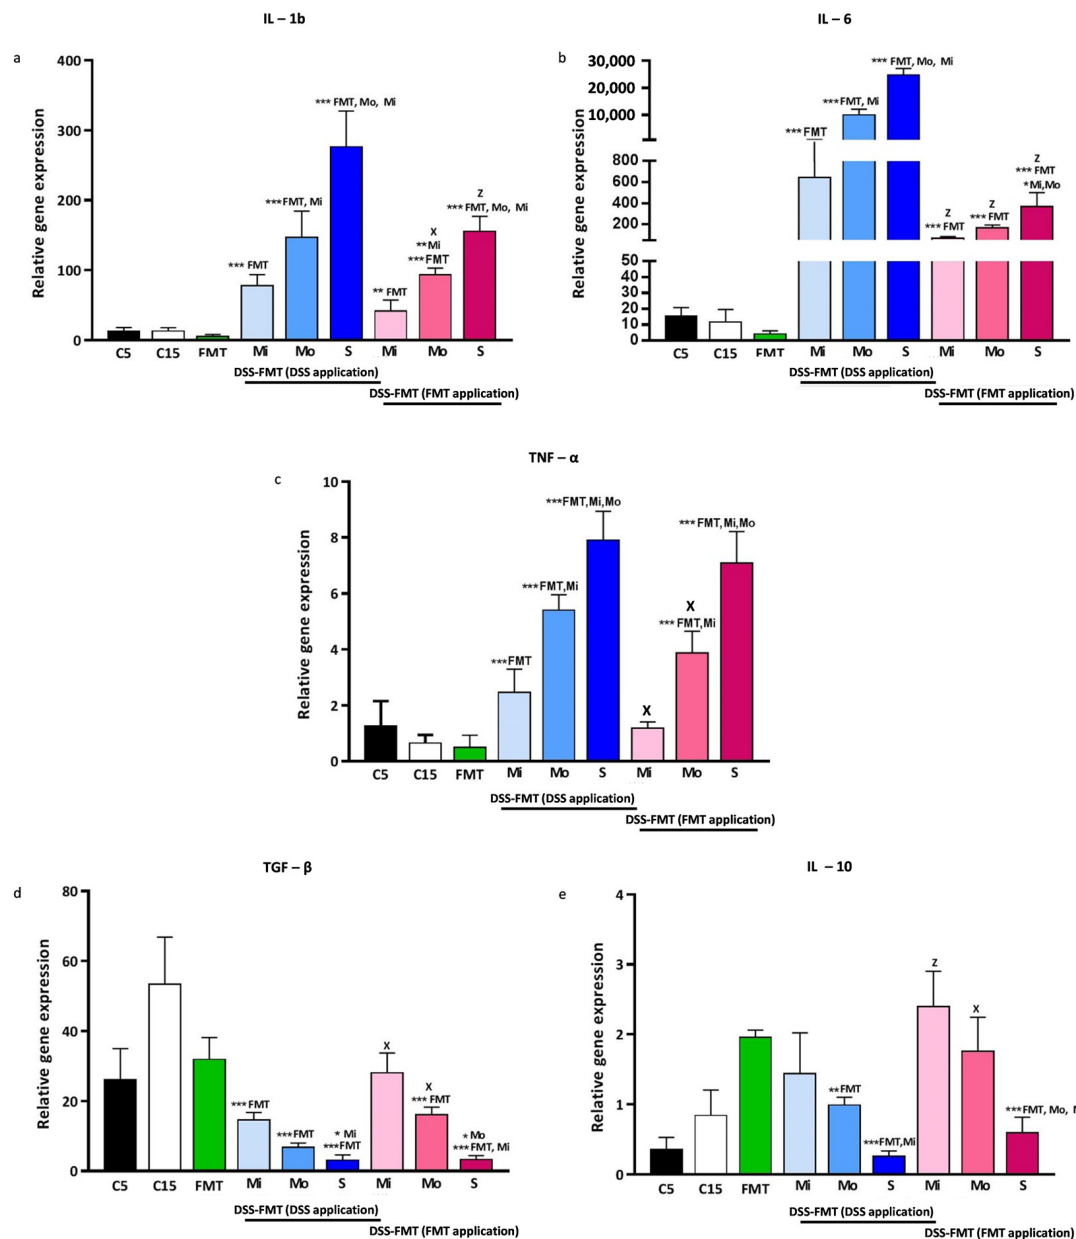 IL – 1b
a
Relative gene expression
400
300
200
100
0
*** FMT
***FMT, Mi
*** FMT, Mo, Mi
** FMT
X
**Mi
***FMT
Z
*** FMT, Mo, Mi
C5 C15 FMT Mi Mo S Mi Mo S
DSS-FMT (DSS application)
DSS-FMT (FMT application)
IL – 6
b
Relative gene expression
30,000
20,000
10,000
800
600
400
200
50
40
30
20
10
0
*** FMT
***FMT, Mi
*** FMT, Mo, Mi
Z
*** FMT
Z
*** FMT
Z
*** FMT
*Mi,Mo
C5 C15 FMT Mi Mo S Mi Mo S
DSS-FMT (DSS application)
DSS-FMT (FMT application)
TNF – α
c
Relative gene expression
10
8
6
4
2
0
***FMT
***FMT,Mi
***FMT,Mi,Mo
X
X
*** FMT,Mi
*** FMT,Mi,Mo
C5 C15 FMT Mi Mo S Mi Mo S
DSS-FMT (DSS application)
DSS-FMT (FMT application)
TGF – β
d
Relative gene expression
80
60
40
20
0
***FMT
***FMT
* Mi
***FMT
X
X
*** FMT
* Mo
***FMT, Mi
C5 C15 FMT Mi Mo S Mi Mo S
DSS-FMT (DSS application)
DSS-FMT (FMT application)
IL – 10
e
Relative gene expression
4
3
2
1
0
**FMT
***FMT,Mi
Z
X
***FMT, Mo,
C5 C15 FMT Mi Mo S Mi Mo S
DSS-FMT (DSS application)
DSS-FMT (FMT application)